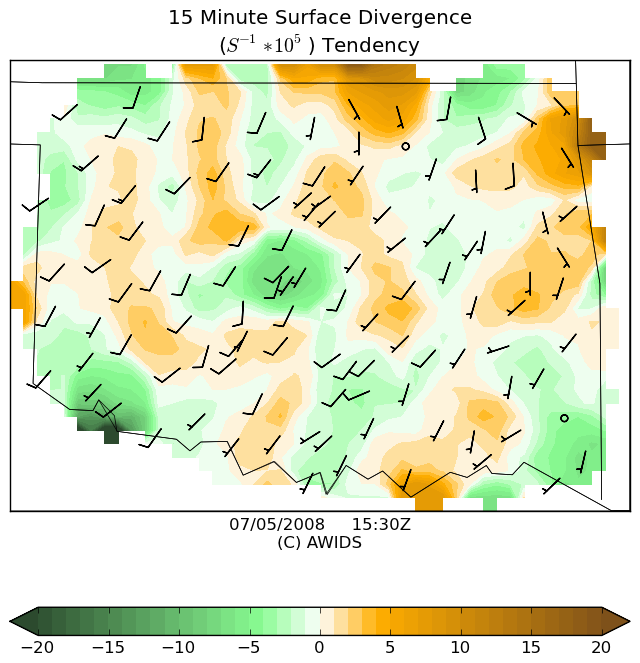 15 Minute Surface Divergence
(S⁻¹ ∗ 10⁵ ) Tendency
07/05/2008 15:30Z
(C) AWIDS
−20 −15 −10 −5 0 5 10 15 20